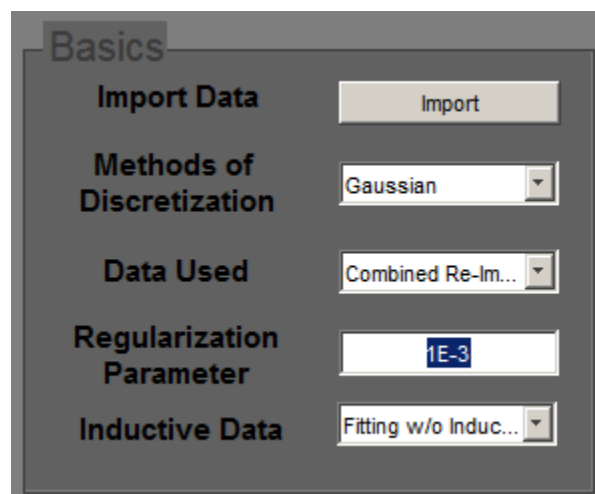 Basics
Import Data
Import
Methods of
Discretization
Gaussian
Data Used
Combined Re-Im...
Regularization
Parameter
1E-3
Inductive Data
Fitting w/o Induc...